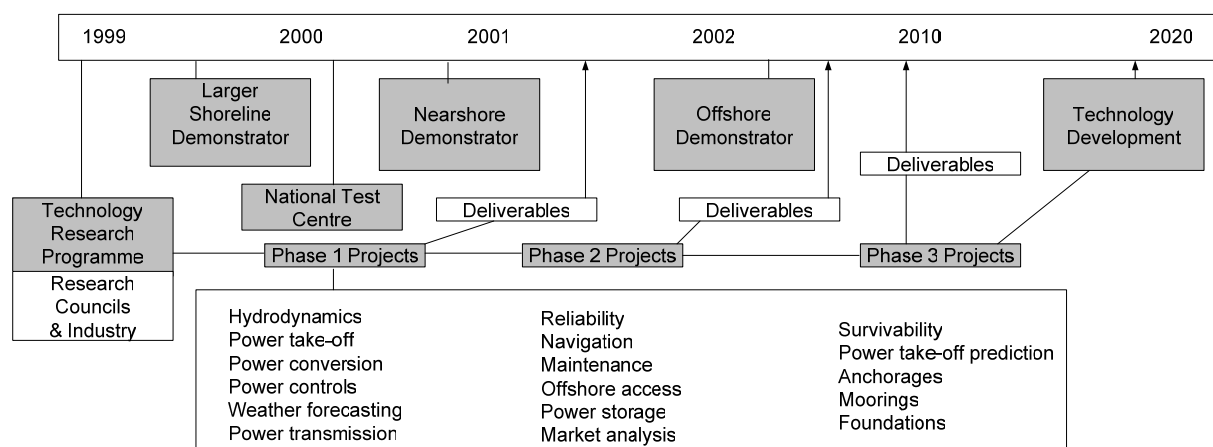 1999 2000 2001 2002 2010 2020
Larger
Shoreline
Demonstrator
Nearshore
Demonstrator
Offshore
Demonstrator
Technology
Development
Deliverables
National Test
Centre
Deliverables
Deliverables
Technology
Research
Programme
Research
Councils
& Industry
Phase 1 Projects
Phase 2 Projects
Phase 3 Projects
Hydrodynamics
Power take-off
Power conversion
Power controls
Weather forecasting
Power transmission
Reliability
Navigation
Maintenance
Offshore access
Power storage
Market analysis
Survivability
Power take-off prediction
Anchorages
Moorings
Foundations